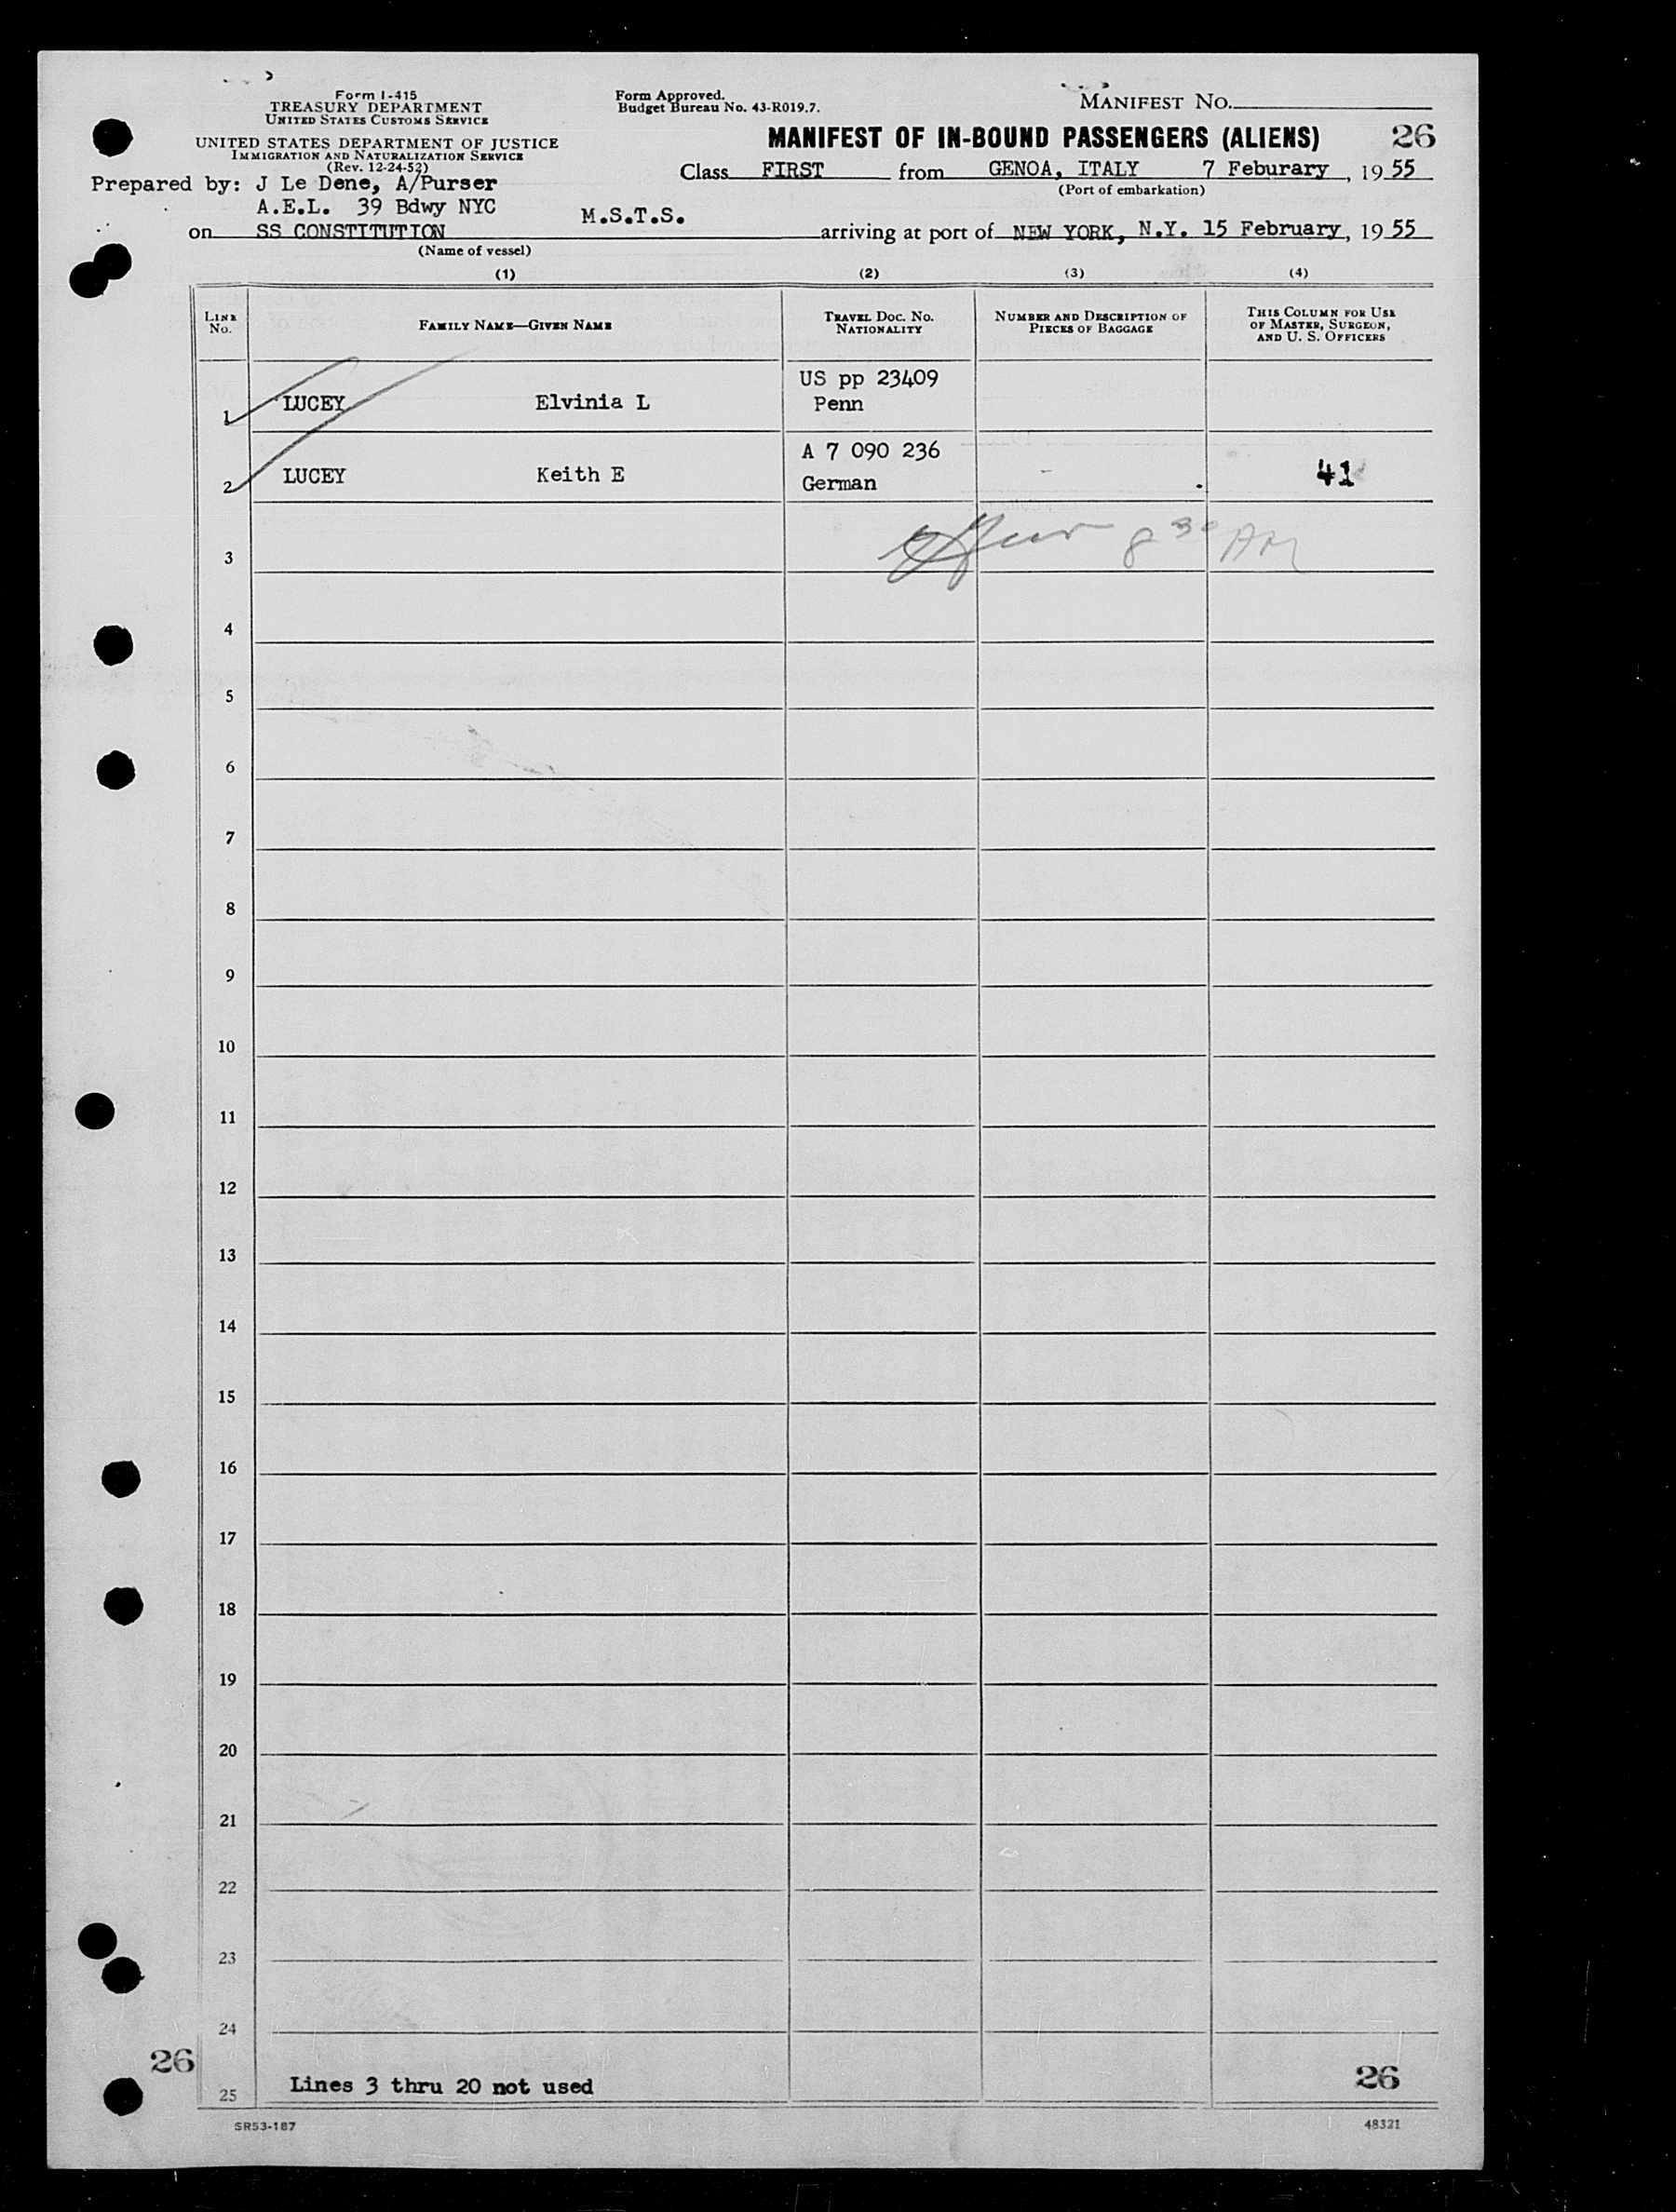 Form I-415
TREASURY DEPARTMENT
UNITED STATES CUSTOMS SERVICE
UNITED STATES DEPARTMENT OF JUSTICE
IMMIGRATION AND NATURALIZATION SERVICE
(Rev. 12-24-52)
Form Approved.
Budget Bureau No. 43-R019.7.
MANIFEST NO.
MANIFEST OF IN-BOUND PASSENGERS (ALIENS) 26
Class FIRST from GENOA, ITALY 7 Feburary, 1955
(Port of embarkation)
Prepared by: J Le Dene, A/Purser
A.E.L. 39 Bdwy NYC
M.S.T.S.
on SS CONSTITUTION arriving at port of NEW YORK, N.Y. 15 February, 1955
(Name of vessel)
(1) (2) (3) (4)
LINE NO. FAMILY NAME—GIVEN NAME TRAVEL DOC. NO. NATIONALITY NUMBER AND DESCRIPTION OF PIECES OF BAGGAGE THIS COLUMN FOR USE OF MASTER, SURGEON, AND U. S. OFFICERS
1 LUCEY Elvinia L US pp 23409 Penn
2 LUCEY Keith E A 7 090 236 German 41
3 8 30 AM
4
5
6
7
8
9
10
11
12
13
14
15
16
17
18
19
20
21
22
23
24
26
25 Lines 3 thru 20 not used 26
SR53-187 48321